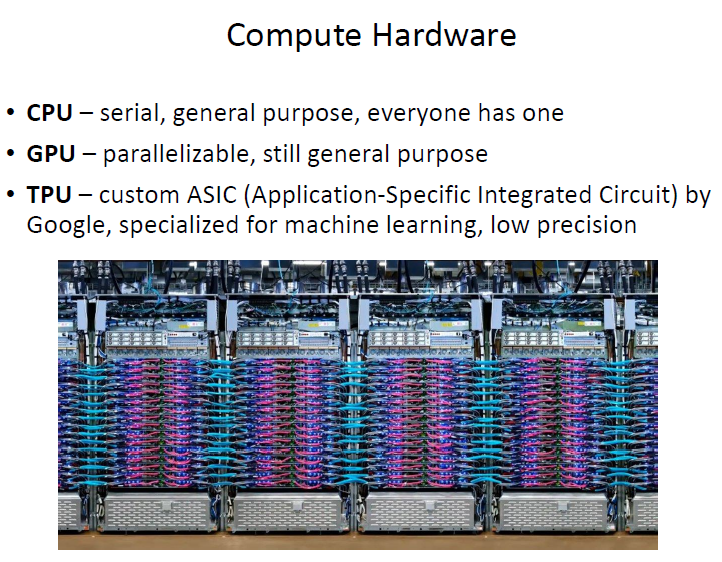 Compute Hardware
• CPU – serial, general purpose, everyone has one
• GPU – parallelizable, still general purpose
• TPU – custom ASIC (Application-Specific Integrated Circuit) by
Google, specialized for machine learning, low precision